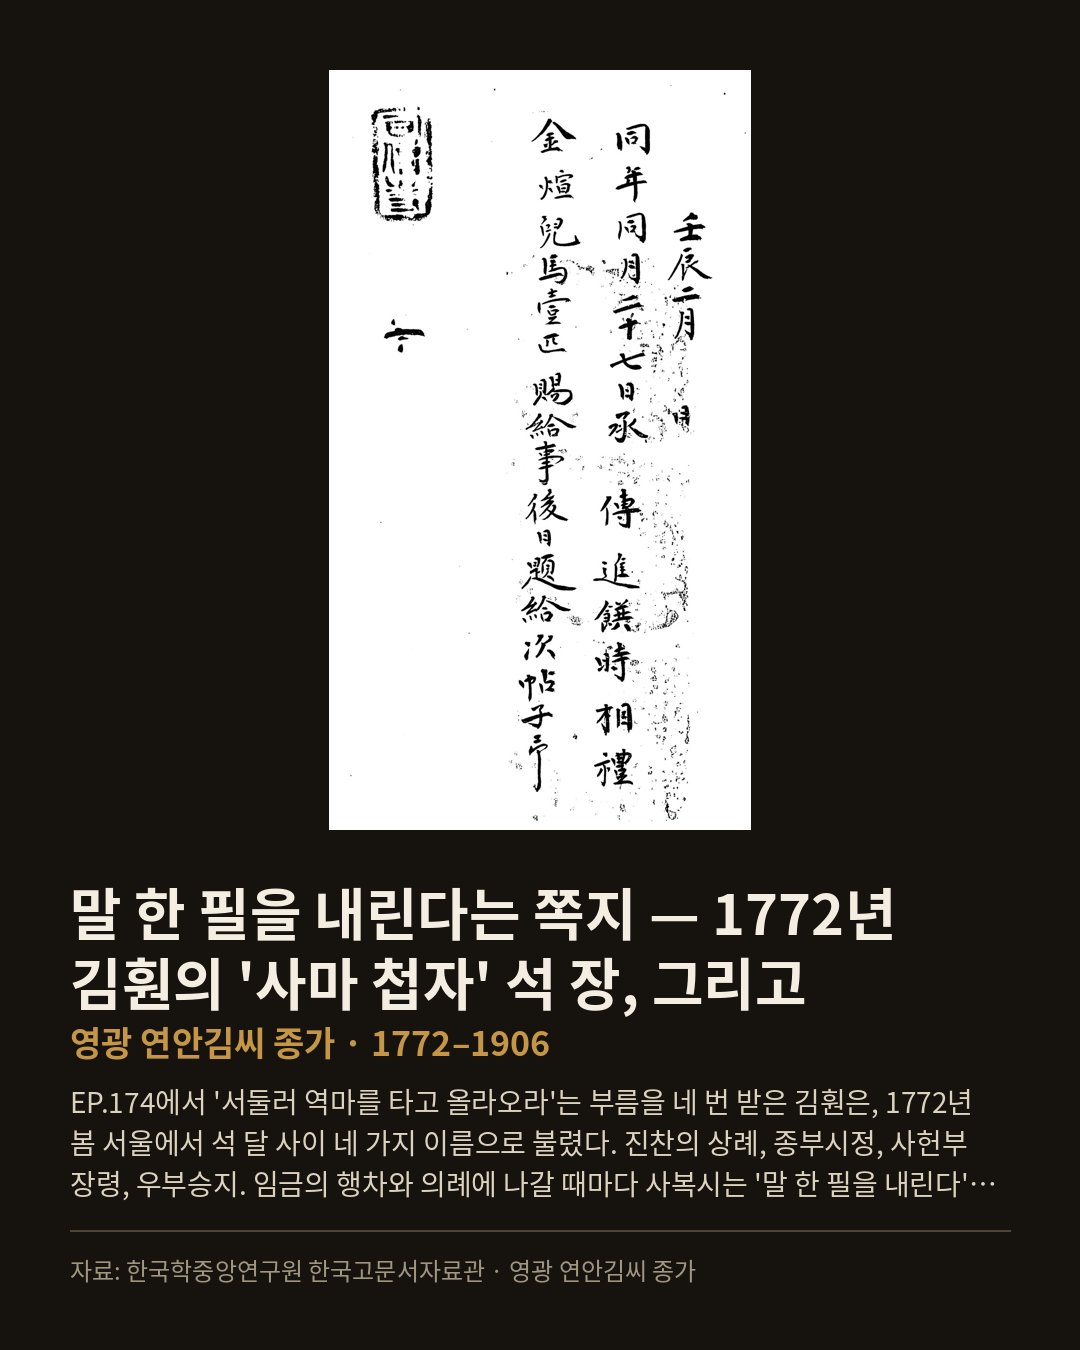 壬辰二月 日
同年同月二十七日承 傳進饌時相禮
金煊兒馬壹匹賜給事後日題給次帖子印
말 한 필을 내린다는 쪽지 — 1772년
김훤의 '사마 첩자' 석 장, 그리고
영광 연안김씨 종가 · 1772–1906
EP.174에서 '서둘러 역마를 타고 올라오라'는 부름을 네 번 받은 김훤은, 1772년
봄 서울에서 석 달 사이 네 가지 이름으로 불렸다. 진찬의 상례, 종부시정, 사헌부
장령, 우부승지. 임금의 행차와 의례에 나갈 때마다 사복시는 '말 한 필을 내린다'…
자료: 한국학중앙연구원 한국고문서자료관 · 영광 연안김씨 종가